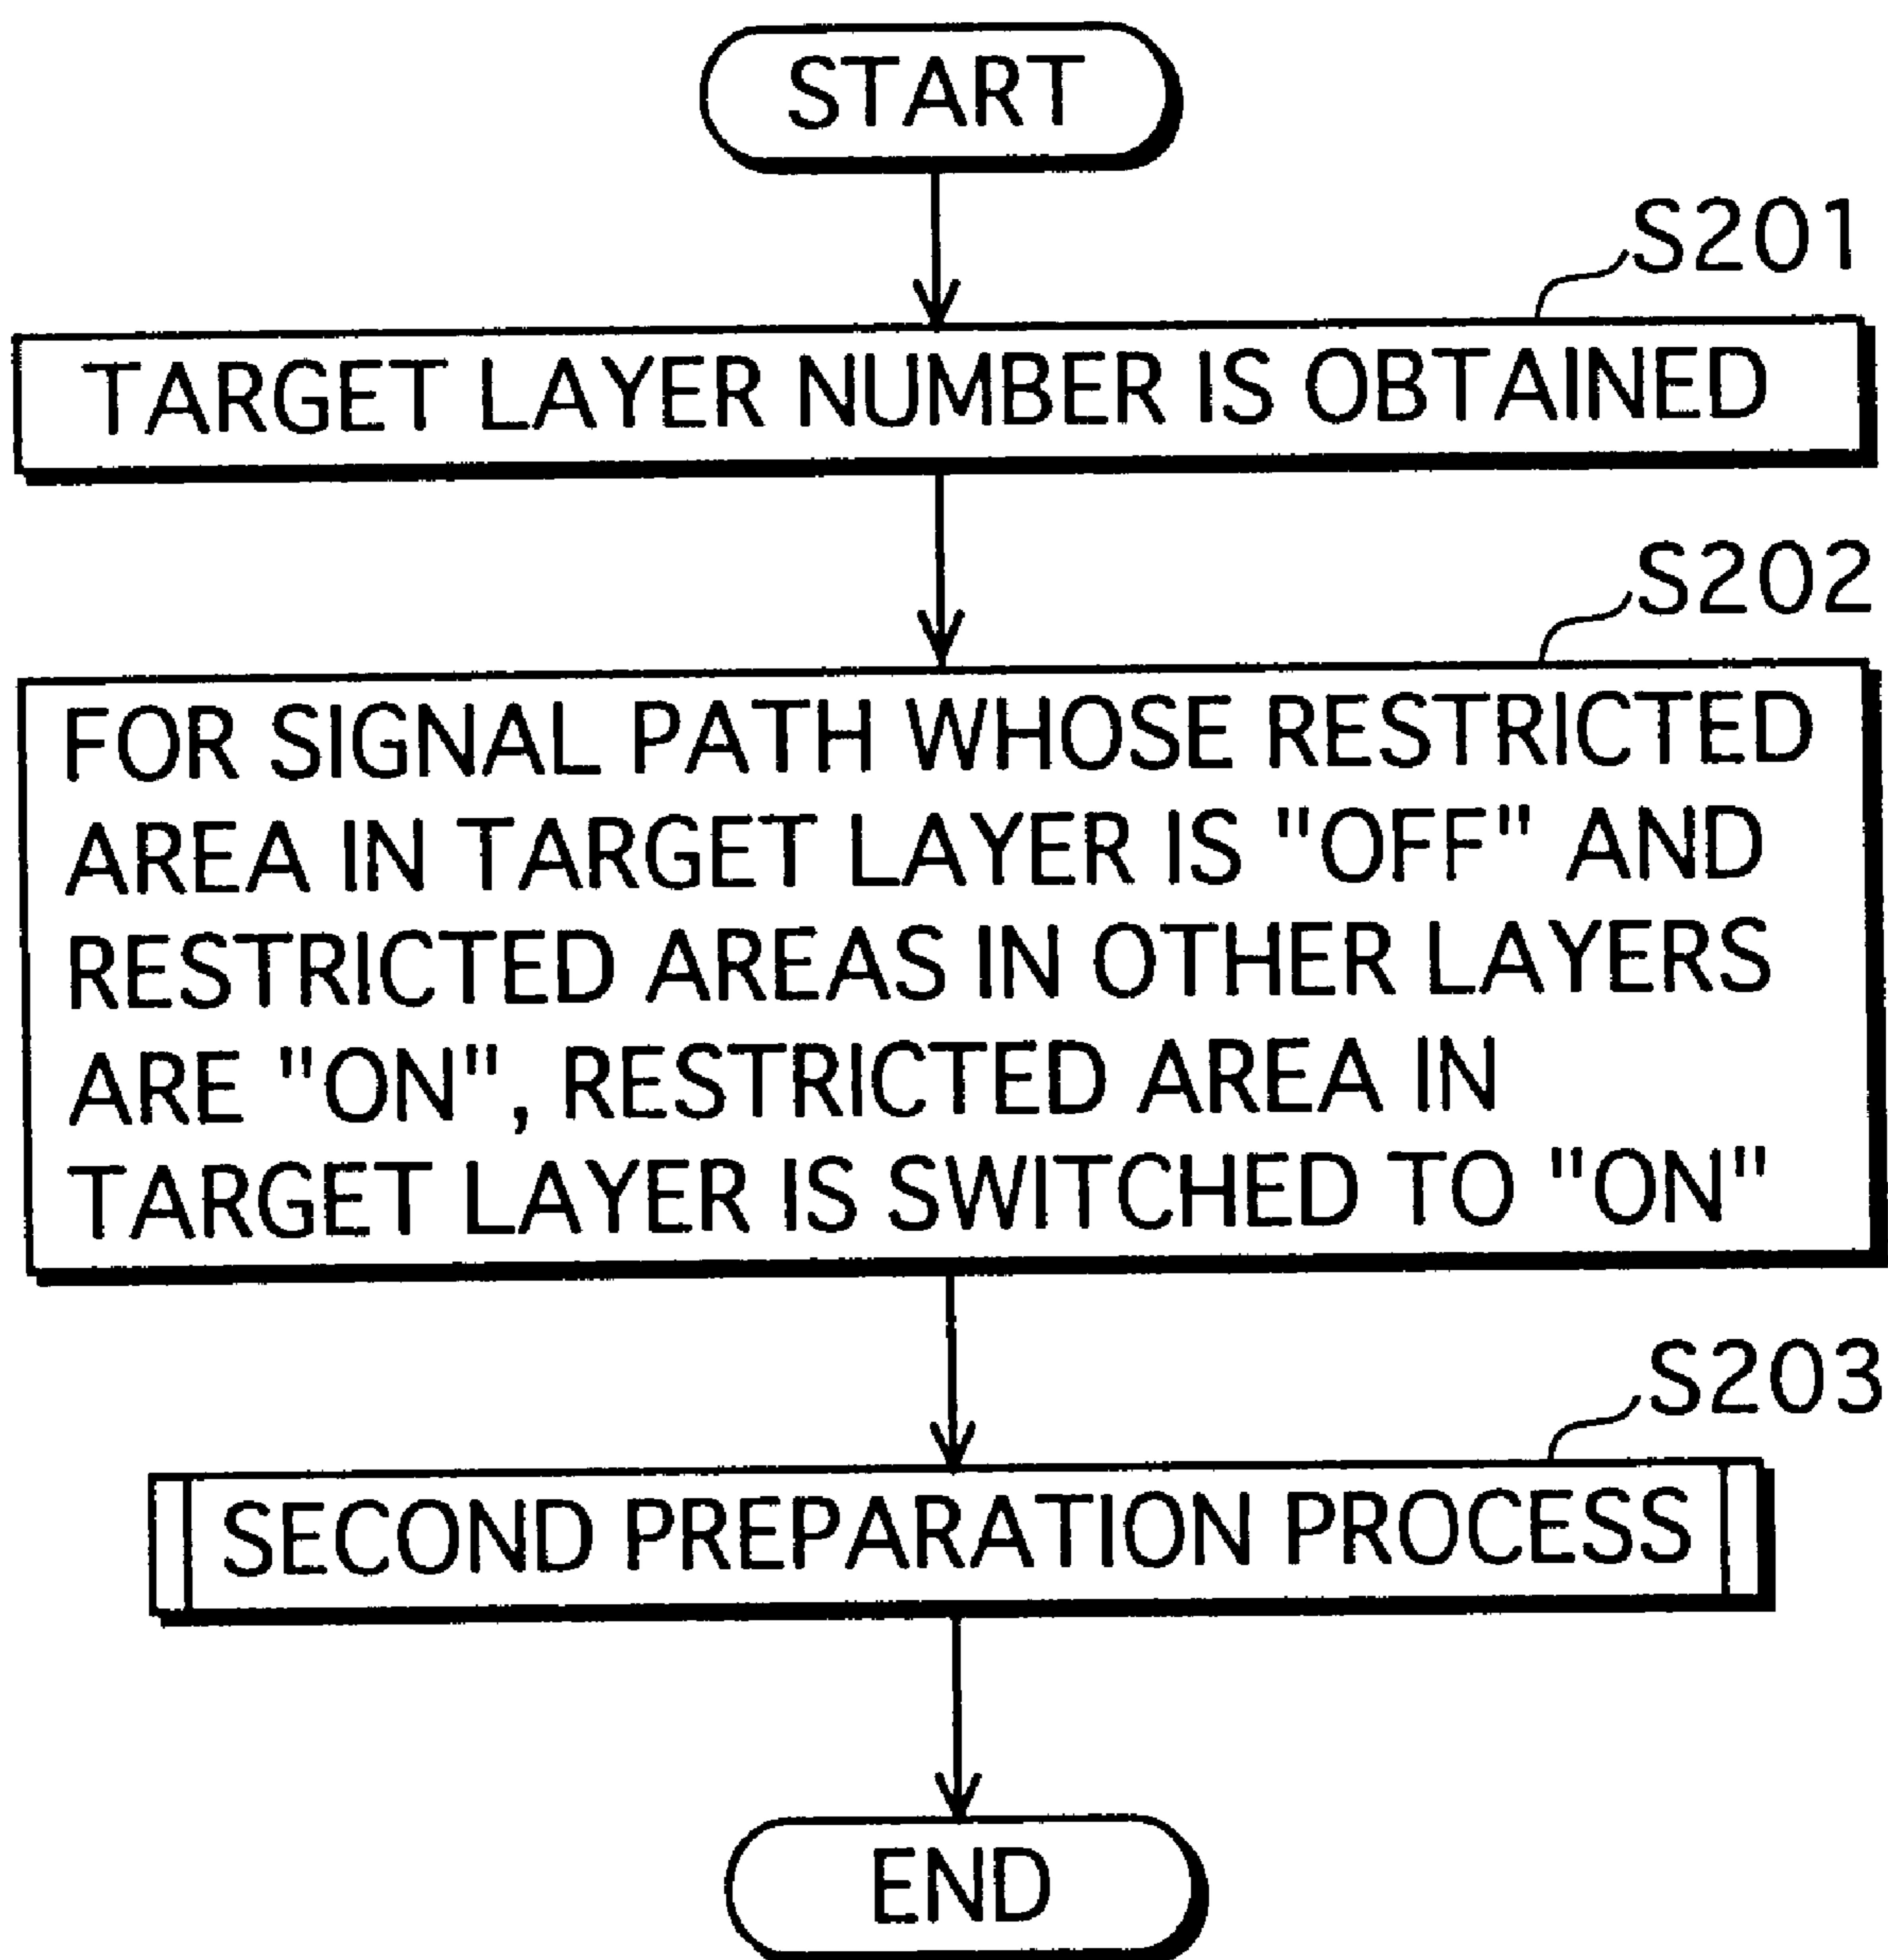 START
S201
TARGET LAYER NUMBER IS OBTAINED
S202
FOR SIGNAL PATH WHOSE RESTRICTED
AREA IN TARGET LAYER IS "OFF" AND
RESTRICTED AREAS IN OTHER LAYERS
ARE "ON" , RESTRICTED AREA IN
TARGET LAYER IS SWITCHED TO "ON"
S203
SECOND PREPARATION PROCESS
END